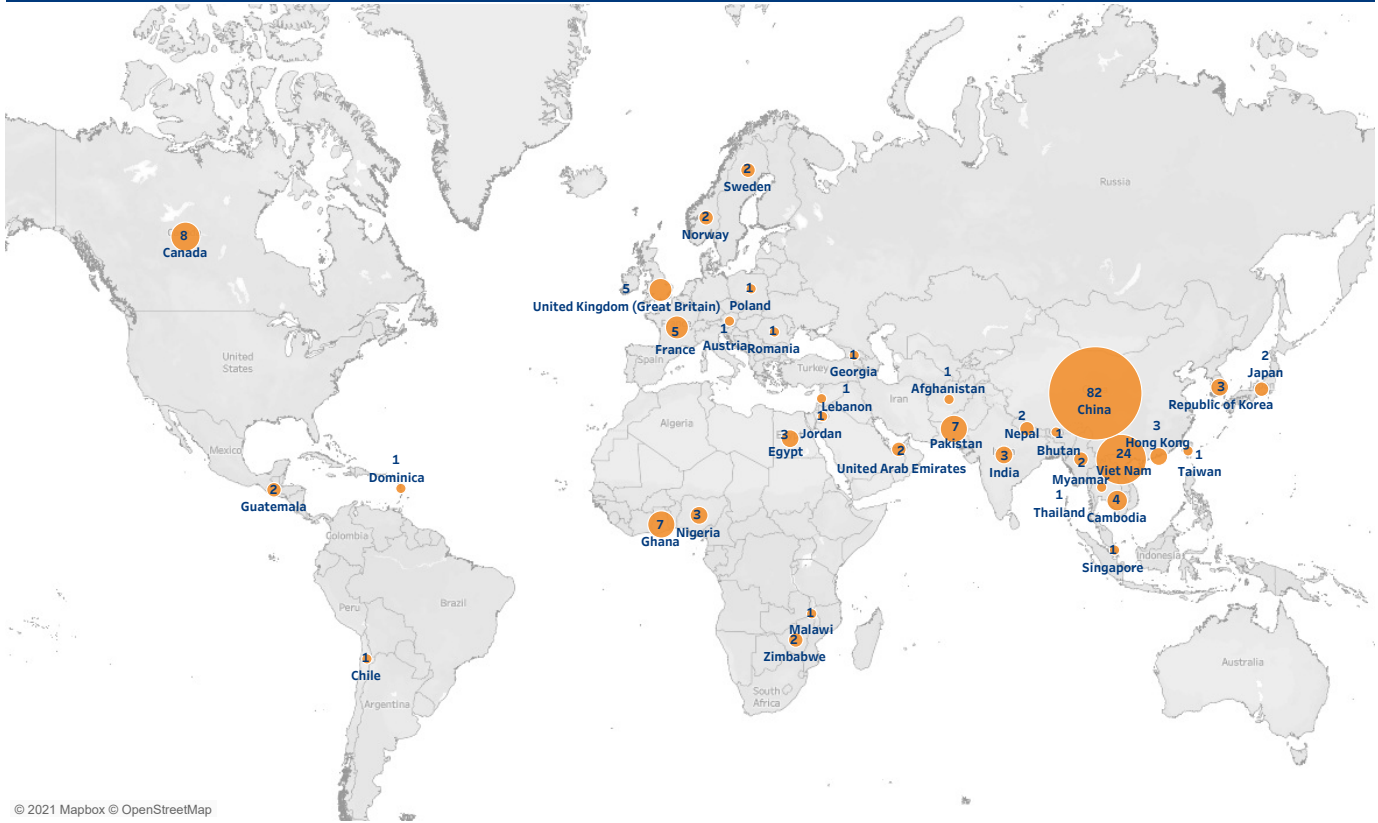 Russia
2
Sweden
2
Norway
8
Canada
5
United Kingdom (Great Britain)
1
Poland
5
France
1
Austria
1
Romania
Spain
United
States
Turkey
1
Georgia
1
Lebanon
1
Jordan
Iran
1
Afghanistan
82
China
2
Japan
3
Republic of Korea
Algeria
3
Egypt
2
United Arab Emirates
7
Pakistan
2
Nepal
1
Bhutan
3
India
3
Hong Kong
24
Viet Nam
1
Taiwan
2
Myanmar
1
Thailand
4
Cambodia
Mexico
1
Dominica
2
Guatemala
7
Ghana
3
Nigeria
Colombia
1
Singapore
Indonesia
Peru
Brazil
1
Malawi
2
Zimbabwe
1
Chile
Argentina
South
Africa
Australia
© 2021 Mapbox © OpenStreetMap